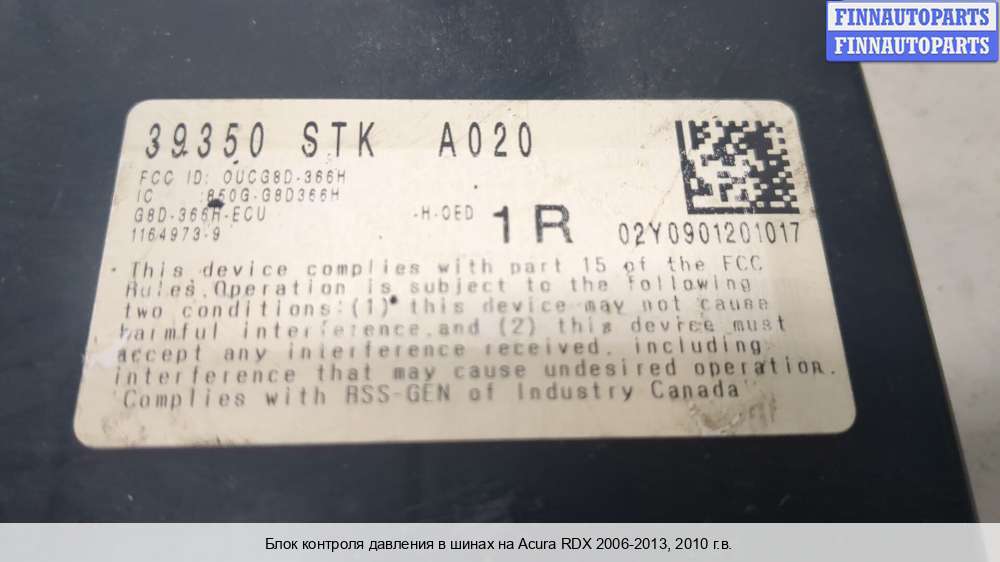 FINNAUTOPARTS
FINNAUTOPARTS
39350 STK A020
FCC ID: OUCG8D-366H
IC :850G-G8D366H
G8D-366H-ECU -H-OED 1R 02Y0901201017
1164973-9
This device complies with part 15 of the FCC
Rules.Operation is subject to the following
two conditions:(1) this device may not cause
harmful interference.and (2) this device must
accept any interference received. including
interference that may cause undesired operation.
"Complies with RSS-GEN of Industry Canada"
Блок контроля давления в шинах на Acura RDX 2006-2013, 2010 г.в.